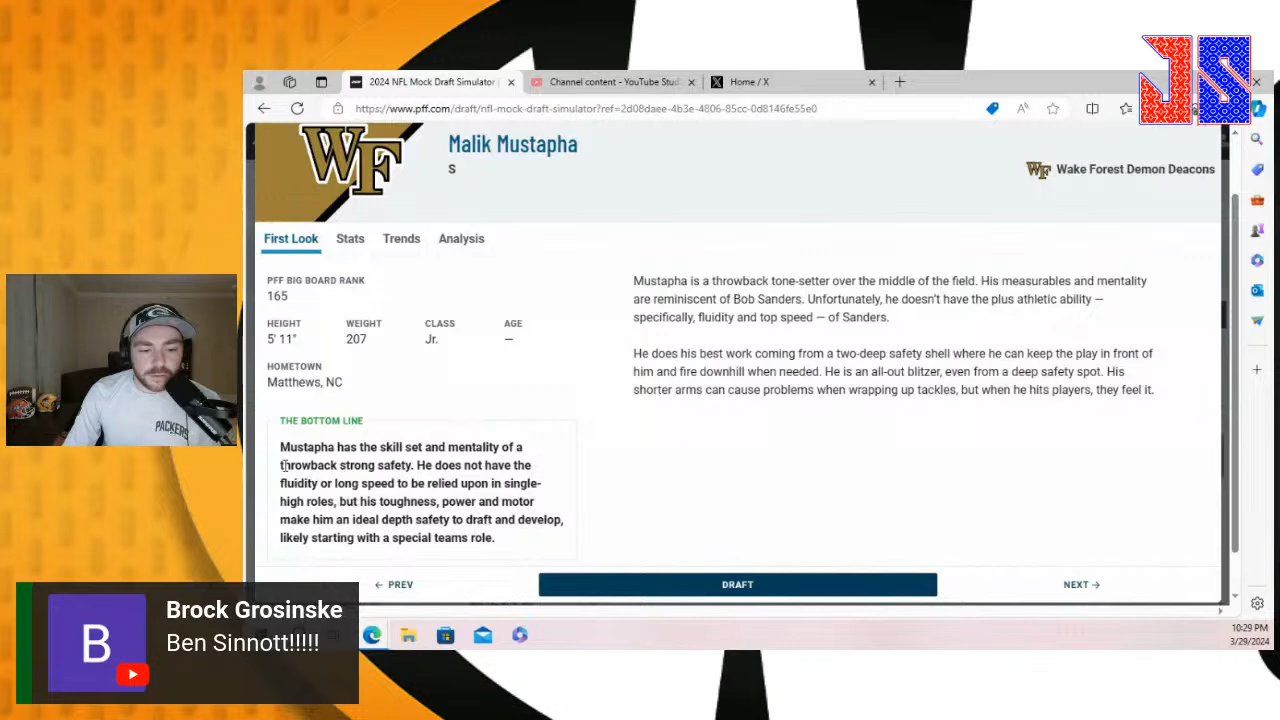 JS
2024 NFL Mock Draft Simulator
Channel content - YouTube Stud
Home / X
https://www.pff.com/draft/nfl-mock-draft-simulator?ref=2d08daee-4b3e-4806-85cc-0d8146fe55e0
WF
Malik Mustapha
S
WF Wake Forest Demon Deacons
First Look Stats Trends Analysis
PFF BIG BOARD RANK
165
HEIGHT WEIGHT CLASS AGE
5' 11" 207 Jr. —
HOMETOWN
Matthews, NC
THE BOTTOM LINE
Mustapha has the skill set and mentality of a
throwback strong safety. He does not have the
fluidity or long speed to be relied upon in single-
high roles, but his toughness, power and motor
make him an ideal depth safety to draft and develop,
likely starting with a special teams role.
Mustapha is a throwback tone-setter over the middle of the field. His measurables and mentality
are reminiscent of Bob Sanders. Unfortunately, he doesn't have the plus athletic ability —
specifically, fluidity and top speed — of Sanders.
He does his best work coming from a two-deep safety shell where he can keep the play in front of
him and fire downhill when needed. He is an all-out blitzer, even from a deep safety spot. His
shorter arms can cause problems when wrapping up tackles, but when he hits players, they feel it.
← PREV DRAFT NEXT →
PACKERS
10:29 PM
3/29/2024
B
Brock Grosinske
Ben Sinnott!!!!!